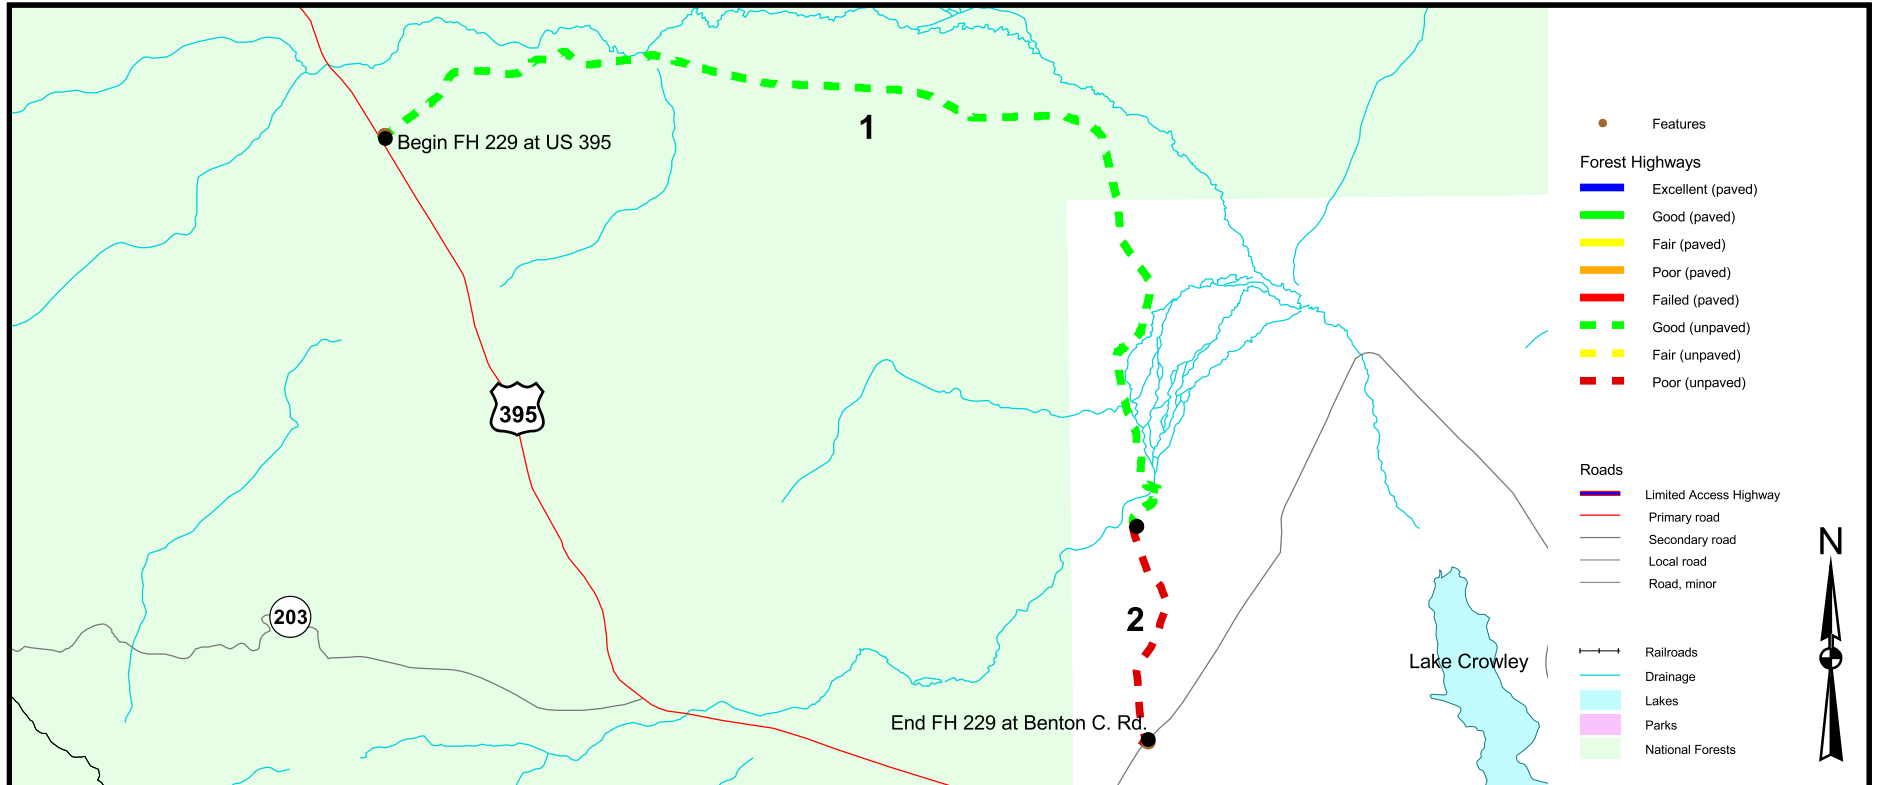 Begin FH 229 at US 395
1
395
203
2
Lake Crowley
End FH 229 at Benton C. Rd.
Features
Forest Highways
Excellent (paved)
Good (paved)
Fair (paved)
Poor (paved)
Failed (paved)
Good (unpaved)
Fair (unpaved)
Poor (unpaved)
Roads
Limited Access Highway
Primary road
Secondary road
Local road
Road, minor
Railroads
Drainage
Lakes
Parks
National Forests
N